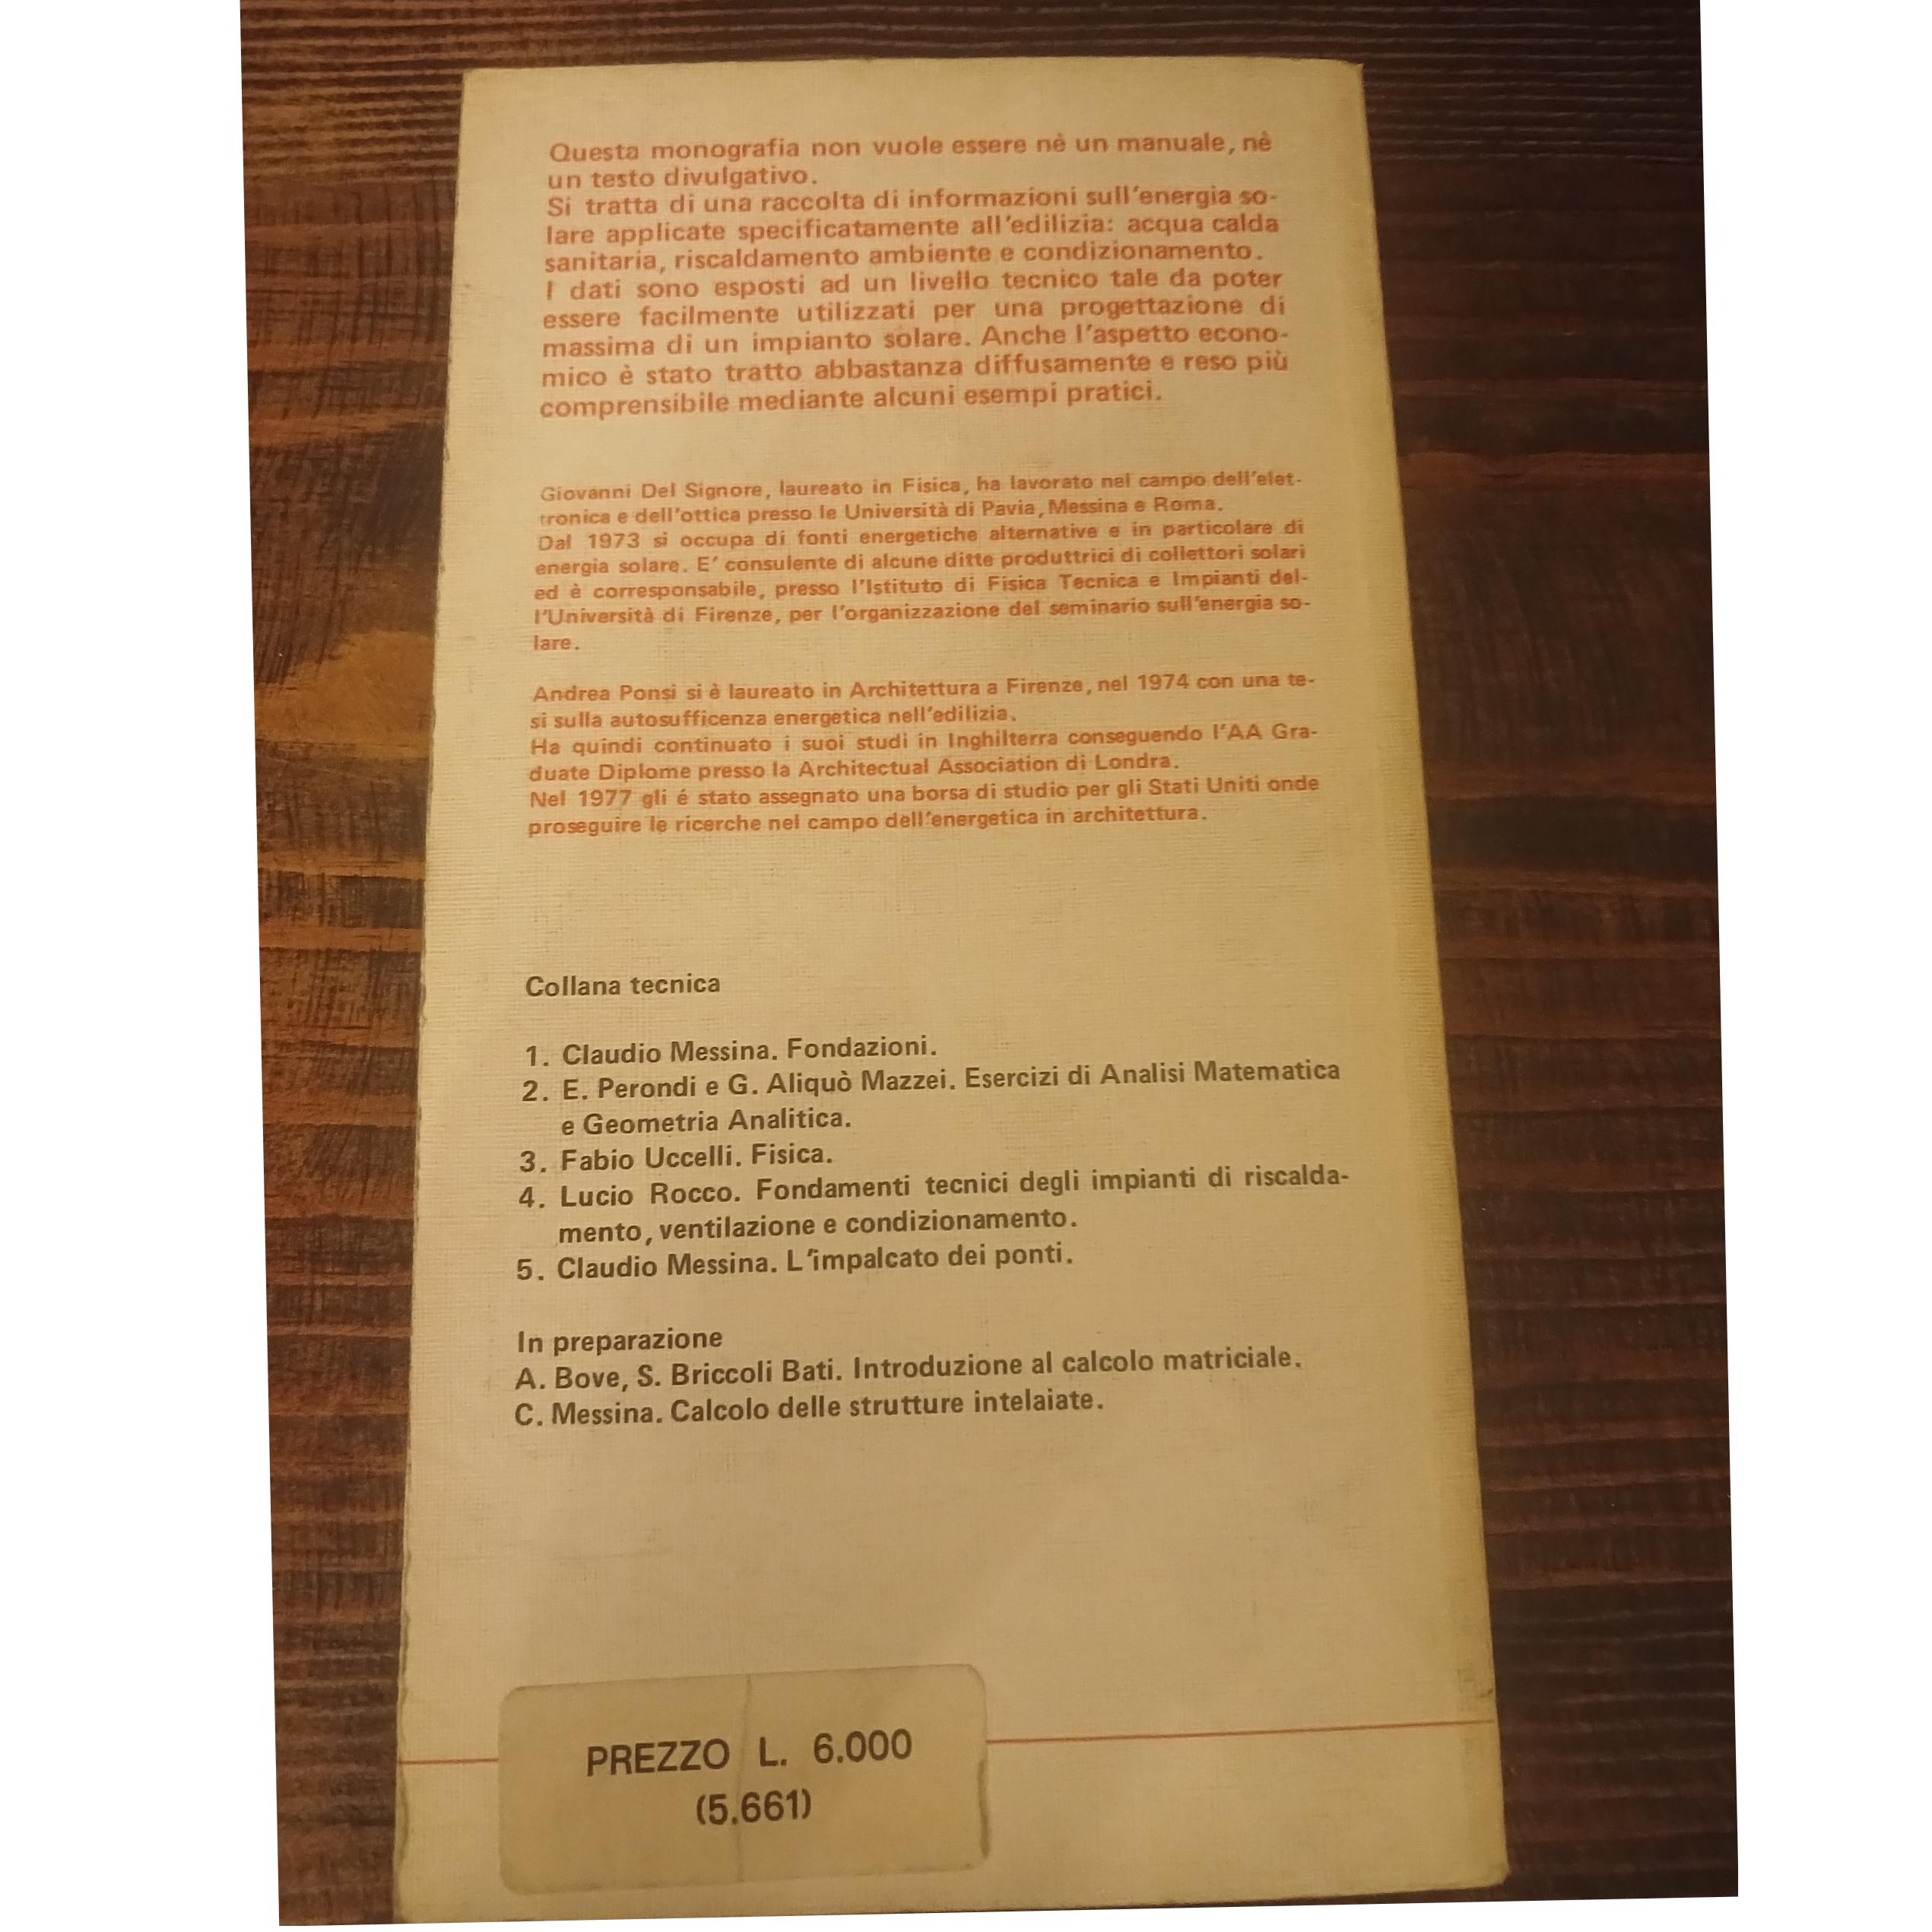 Questa monografia non vuole essere nè un manuale, nè
un testo divulgativo.
Si tratta di una raccolta di informazioni sull'energia so-
lare applicate specificatamente all'edilizia: acqua calda
sanitaria, riscaldamento ambiente e condizionamento.
I dati sono esposti ad un livello tecnico tale da poter
essere facilmente utilizzati per una progettazione di
massima di un impianto solare. Anche l'aspetto econo-
mico è stato tratto abbastanza diffusamente e reso più
comprensibile mediante alcuni esempi pratici.
Giovanni Del Signore, laureato in Fisica, ha lavorato nel campo dell'elet-
tronica e dell'ottica presso le Università di Pavia, Messina e Roma.
Dal 1973 si occupa di fonti energetiche alternative e in particolare di
energia solare. E' consulente di alcune ditte produttrici di collettori solari
ed è corresponsabile, presso l'Istituto di Fisica Tecnica e Impianti del-
l'Università di Firenze, per l'organizzazione del seminario sull'energia so-
lare.
Andrea Ponsi si è laureato in Architettura a Firenze, nel 1974 con una te-
si sulla autosufficenza energetica nell'edilizia.
Ha quindi continuato i suoi studi in Inghilterra conseguendo l'AA Gra-
duate Diplome presso la Architectual Association di Londra.
Nel 1977 gli é stato assegnato una borsa di studio per gli Stati Uniti onde
proseguire le ricerche nel campo dell'energetica in architettura.
Collana tecnica
1. Claudio Messina. Fondazioni.
2. E. Perondi e G. Aliquò Mazzei. Esercizi di Analisi Matematica
e Geometria Analitica.
3. Fabio Uccelli. Fisica.
4. Lucio Rocco. Fondamenti tecnici degli impianti di riscalda-
mento, ventilazione e condizionamento.
5. Claudio Messina. L'impalcato dei ponti.
In preparazione
A. Bove, S. Briccoli Bati. Introduzione al calcolo matriciale.
C. Messina. Calcolo delle strutture intelaiate.
PREZZO L. 6.000
(5.661)